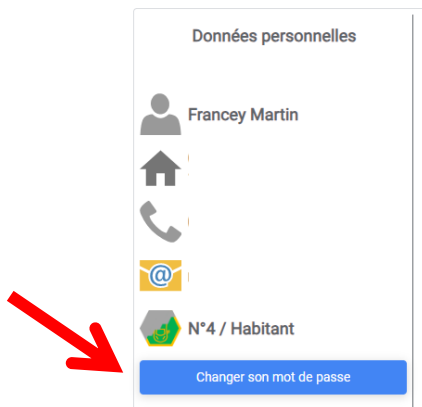 Données personnelles
Francey Martin
@
N°4 / Habitant
Changer son mot de passe